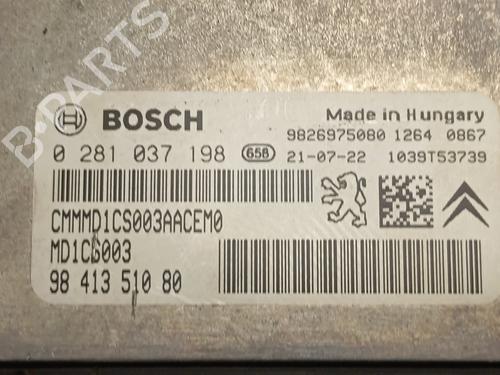 B-PARTS
BOSCH
Made in Hungary
9826975080 1264 0867
0 281 037 198 658 21-07-22 1039T53739
CMMMD1CS003AACEM0
MD1CS003
98 413 510 80